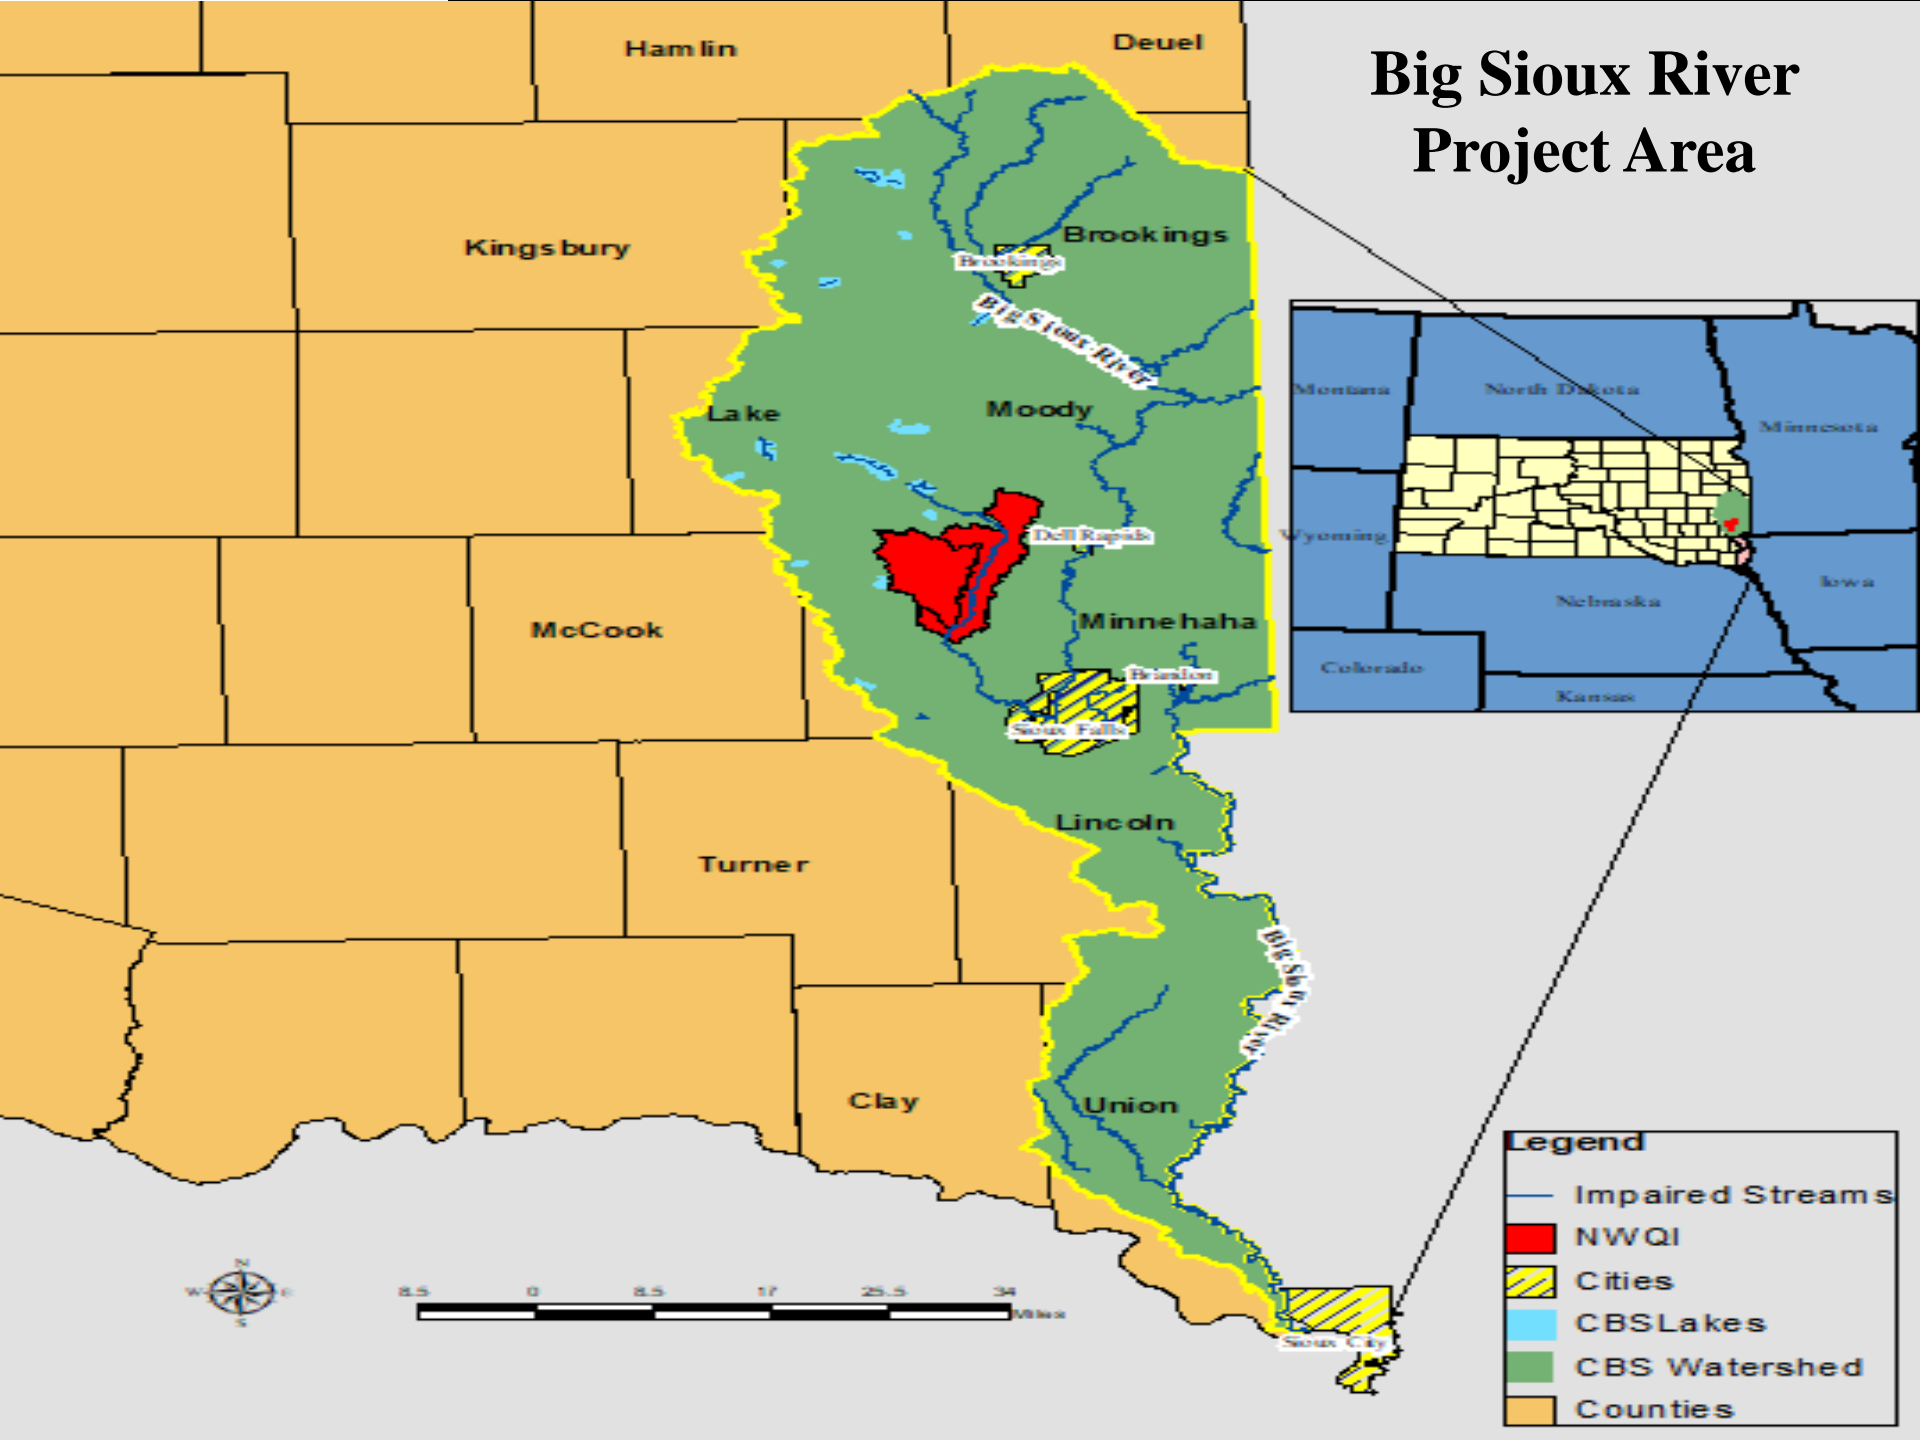 Big Sioux River
Project Area
Hamlin
Deuel
Kingsbury
Brookings
Brookings
Big Sioux River
Lake
Moody
Dell Rapids
McCook
Minnehaha
Brandon
Sioux Falls
Lincoln
Turner
Big Sioux River
Clay
Union
Sioux City
Montana
North Dakota
Minnesota
Wyoming
Iowa
Nebraska
Colorado
Kansas
N
W
E
S
8.5 0 8.5 17 25.5 34
Miles
Legend
Impaired Streams
NWQI
Cities
CBSLakes
CBS Watershed
Counties